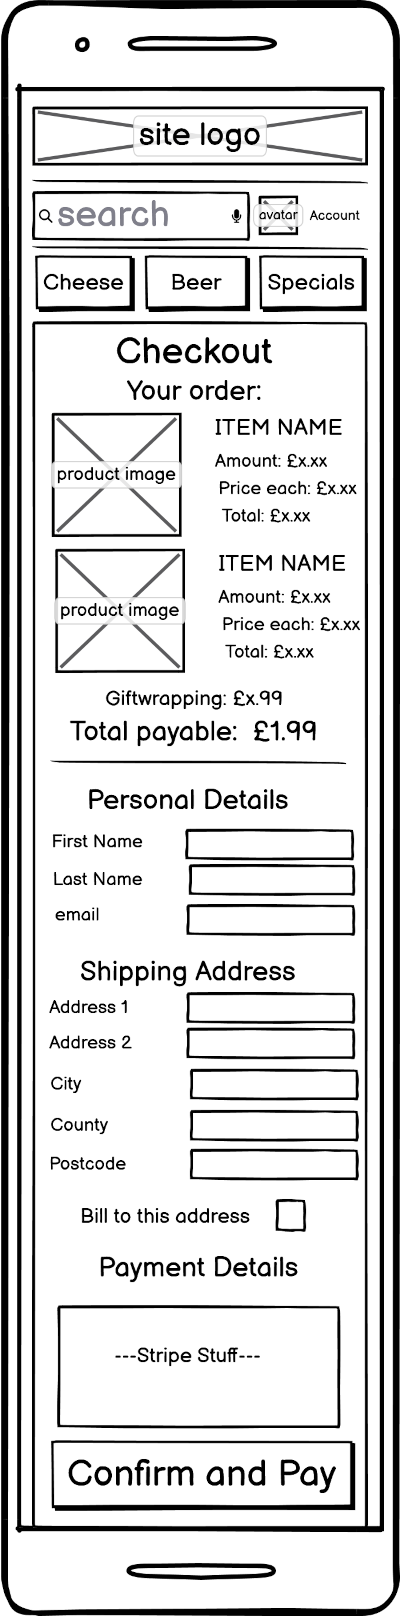 site logo
search
avatar
Account
Cheese
Beer
Specials
Checkout
Your order:
product image
ITEM NAME
Amount: £x.xx
Price each: £x.xx
Total: £x.xx
product image
ITEM NAME
Amount: £x.xx
Price each: £x.xx
Total: £x.xx
Giftwrapping: £x.99
Total payable: £1.99
Personal Details
First Name
Last Name
email
Shipping Address
Address 1
Address 2
City
County
Postcode
Bill to this address
Payment Details
---Stripe Stuff---
Confirm and Pay